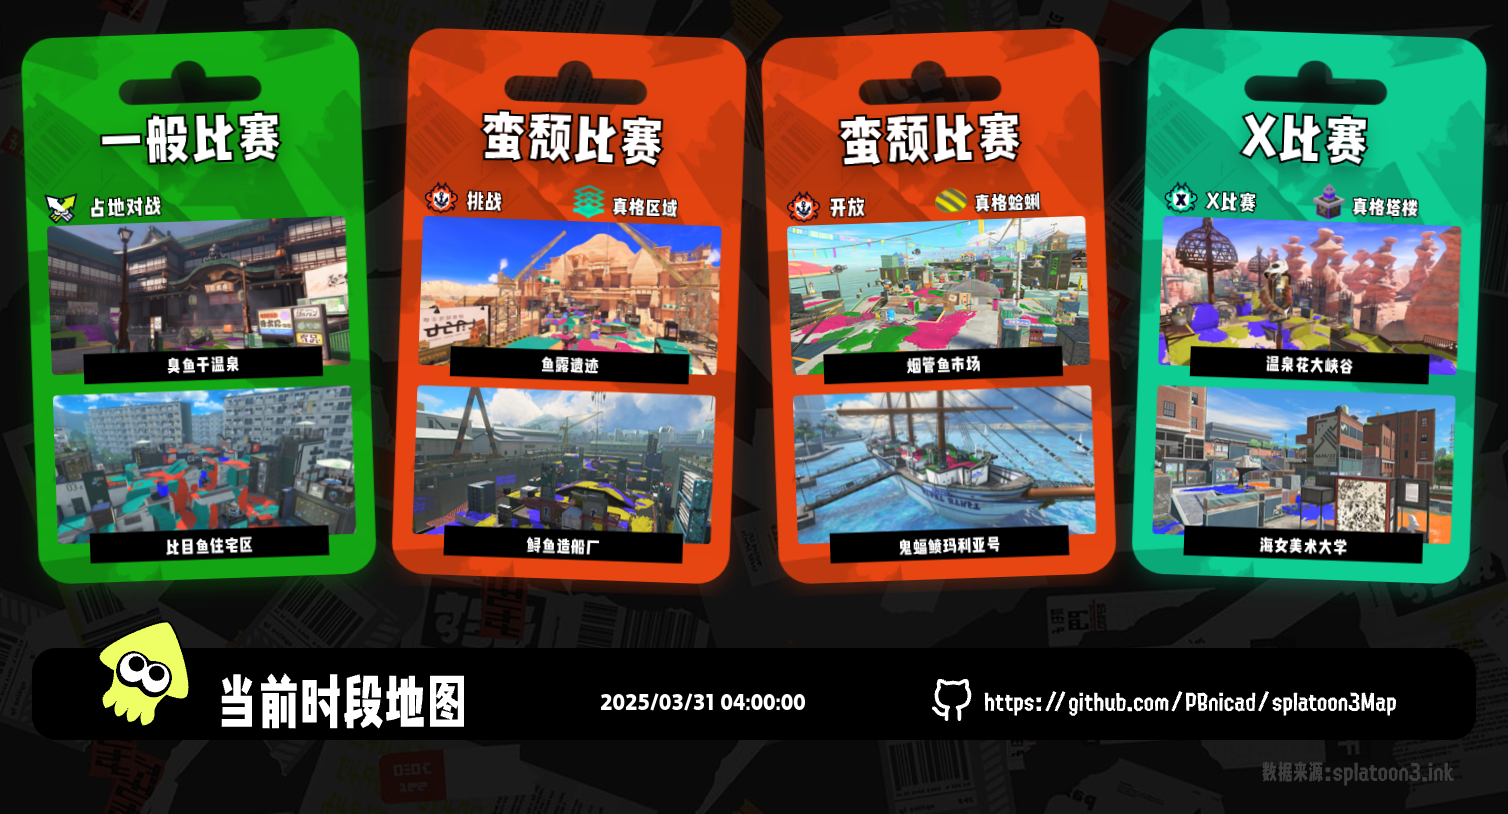 一般比赛
占地对战
臭鱼干温泉
比目鱼住宅区
蛮颓比赛
挑战
真格区域
鱼露遗迹
鲟鱼造船厂
蛮颓比赛
开放
真格蛤蜊
烟管鱼市场
鬼蝠鲼玛利亚号
X比赛
X比赛
真格塔楼
温泉花大峡谷
海女美术大学
当前时段地图
2025/03/31 04:00:00
https://github.com/PBnicad/splatoon3Map
数据来源:splatoon3.ink